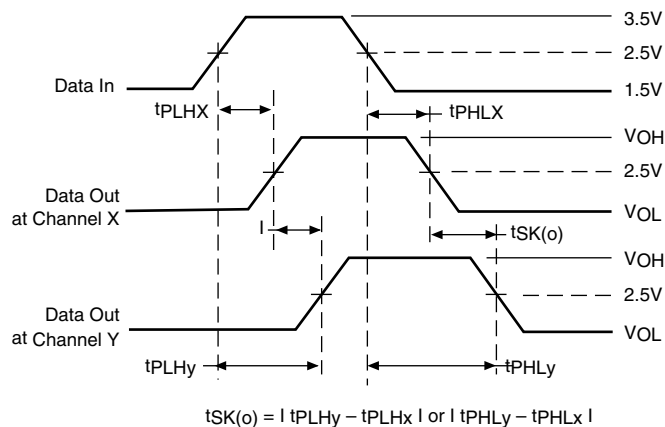 3.5V
2.5V
Data In
1.5V
tPLHX
tPHLX
VOH
2.5V
Data Out
at Channel X
VOL
I
tSK(o)
VOH
2.5V
Data Out
at Channel Y
VOL
tPLHy
tPHLy
tSK(o) = I tPLHy – tPLHx I or I tPHLy – tPHLx I